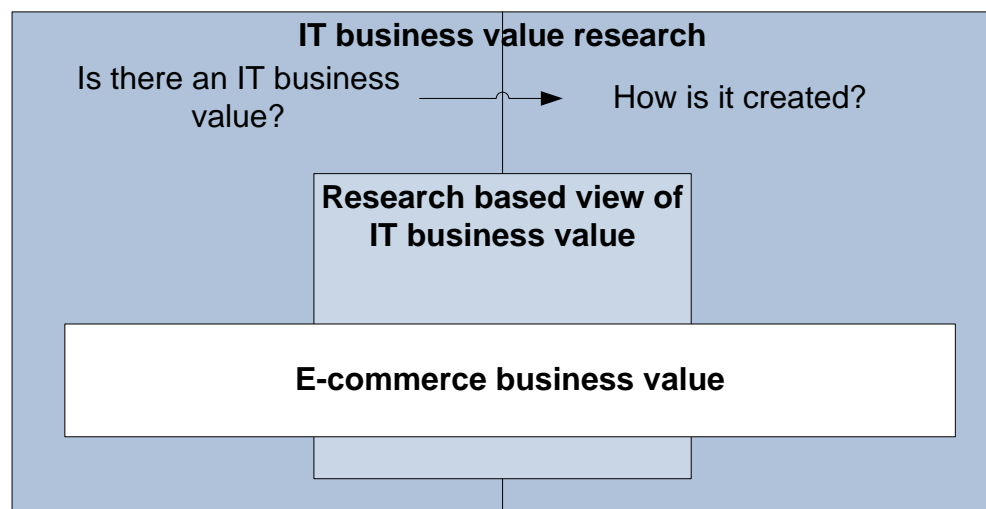 IT business value research
Is there an IT business
value?
How is it created?
Research based view of
IT business value
E-commerce business value